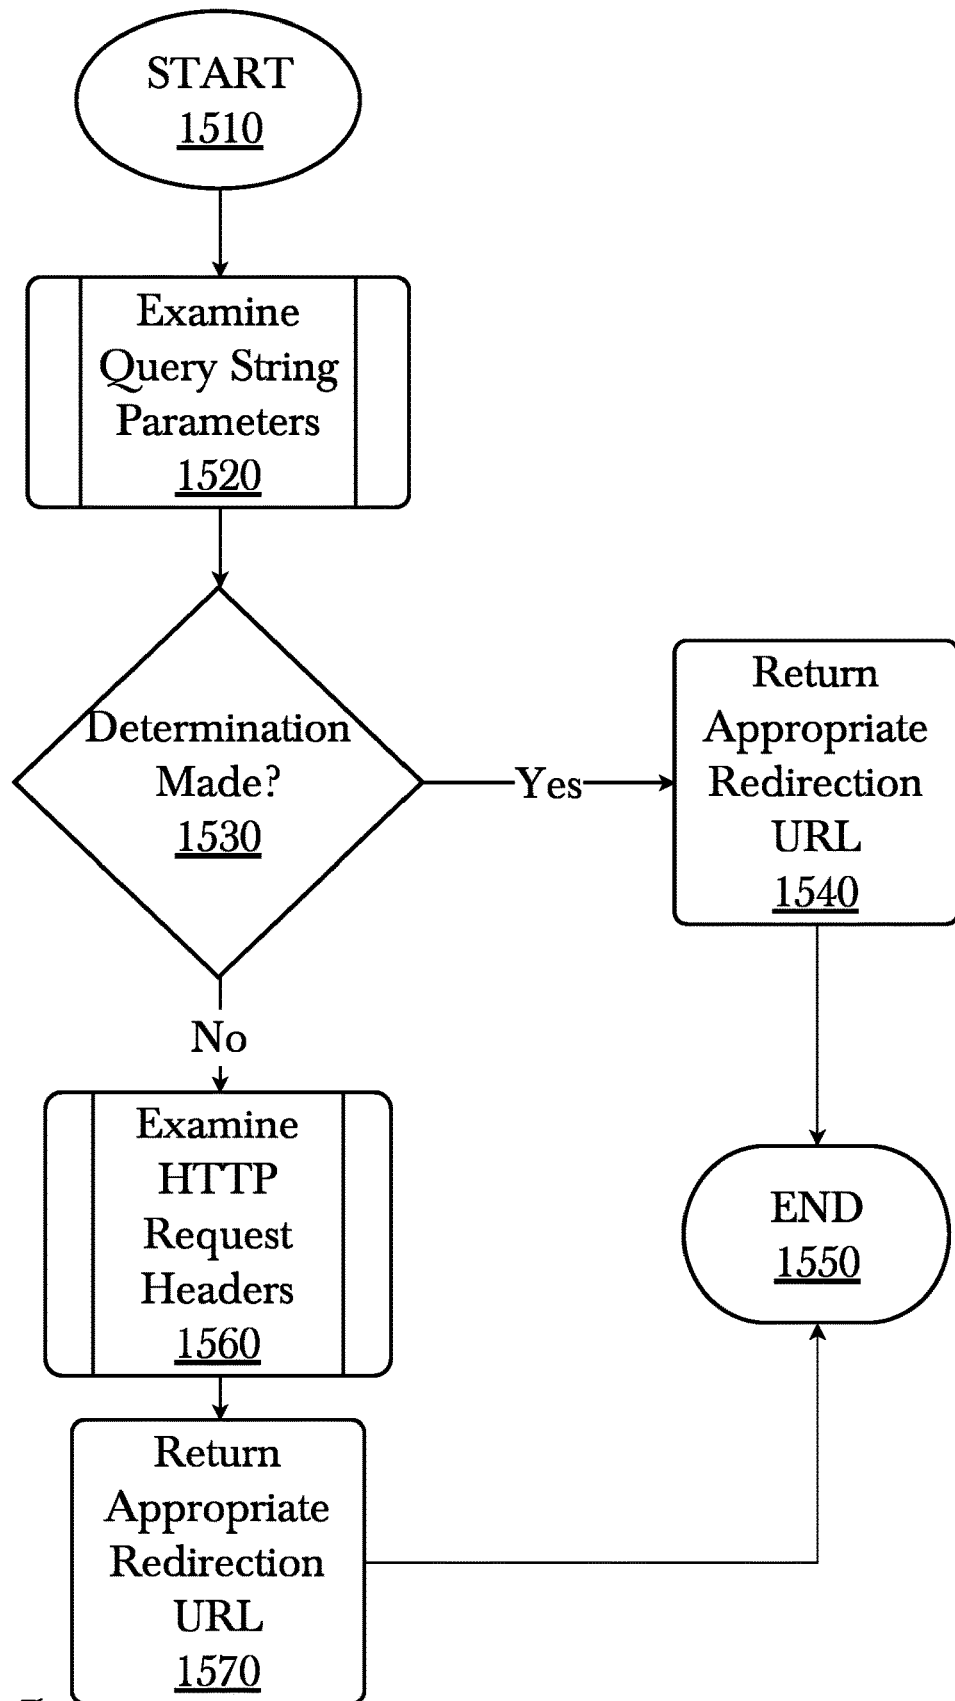 START
1510
Examine
Query String
Parameters
1520
Determination
Made?
1530
Yes
Return
Appropriate
Redirection
URL
1540
No
Examine
HTTP
Request
Headers
1560
END
1550
Return
Appropriate
Redirection
URL
1570